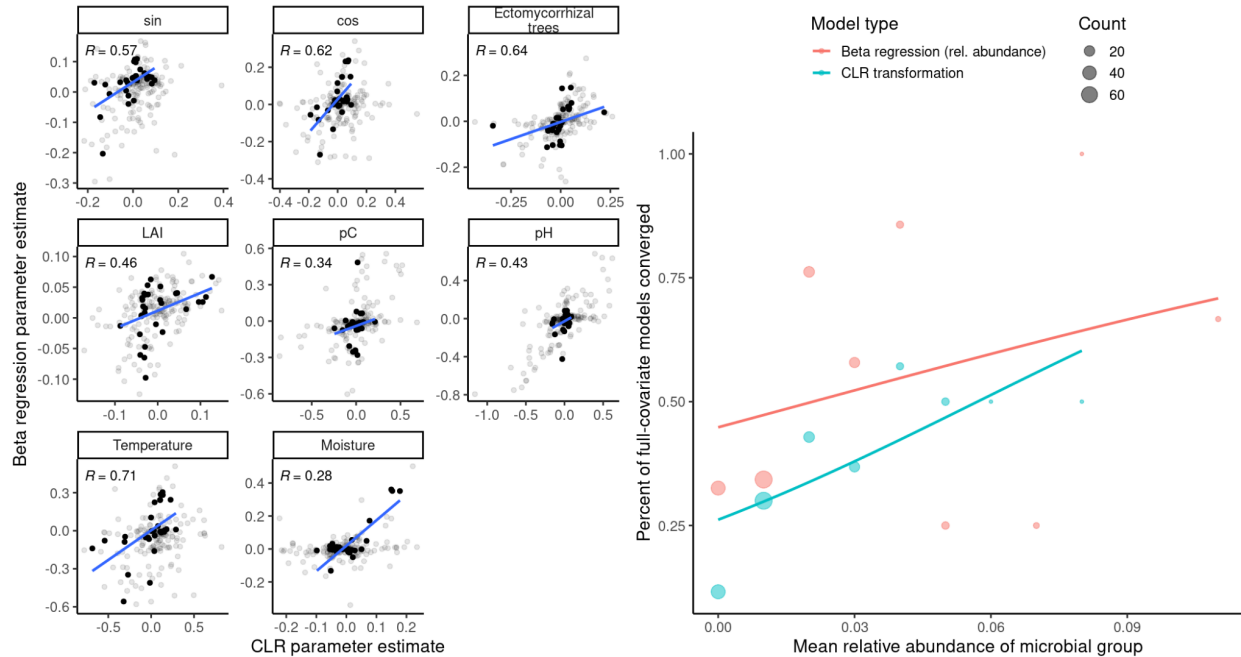 sin
R = 0.57
0.1
0.0
-0.1
-0.2
-0.3
-0.2 0.0 0.2 0.4
cos
R = 0.62
0.2
0.0
-0.2
-0.4
-0.6
-0.4 -0.2 0.0 0.2 0.4
Ectomycorrhizal
trees
R = 0.64
0.2
0.0
-0.2
-0.25 0.00 0.25
LAI
R = 0.46
0.10
0.05
0.00
-0.05
-0.10
-0.1 0.0 0.1
pC
R = 0.34
0.6
0.3
0.0
-0.3
-0.6
-0.5 0.0 0.5
pH
R = 0.43
0.4
0.0
-0.4
-0.8
-1.0 -0.5 0.0 0.5
Temperature
R = 0.71
0.3
0.0
-0.3
-0.6
-0.5 0.0 0.5
Moisture
R = 0.28
0.4
0.2
0.0
-0.2
-0.2 -0.1 0.0 0.1 0.2
Beta regression parameter estimate
CLR parameter estimate
Model type
Beta regression (rel. abundance)
CLR transformation
Count
20
40
60
Percent of full-covariate models converged
1.00
0.75
0.50
0.25
0.00 0.03 0.06 0.09
Mean relative abundance of microbial group